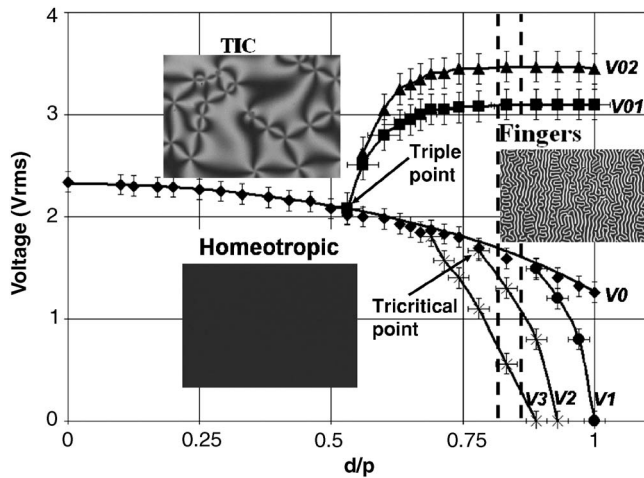 4
TIC
V02
3
V01
Fingers
Triple
point
Voltage (Vrms)
2
Homeotropic
V0
Tricritical
point
1
V3
V2
V1
0
0
0.25
0.5
0.75
1
d/p